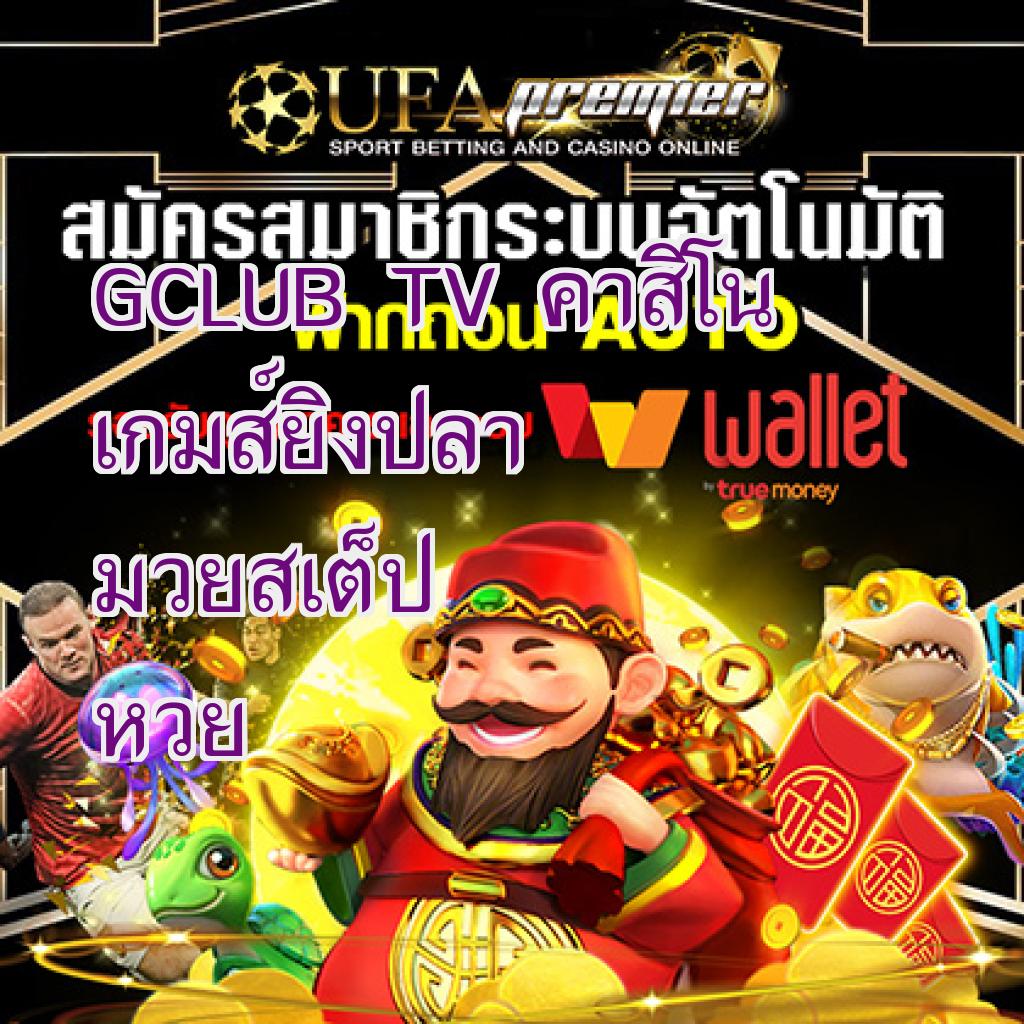 UFA premier
SPORT BETTING AND CASINO ONLINE
สมัครสมาชิกระบบอัตโนมัติ
GCLUB TV คาสิโน
ฝากถอน AUTO
เกมส์ยิงปลา
wallet
by true money
มวยสเต็ป
หวย